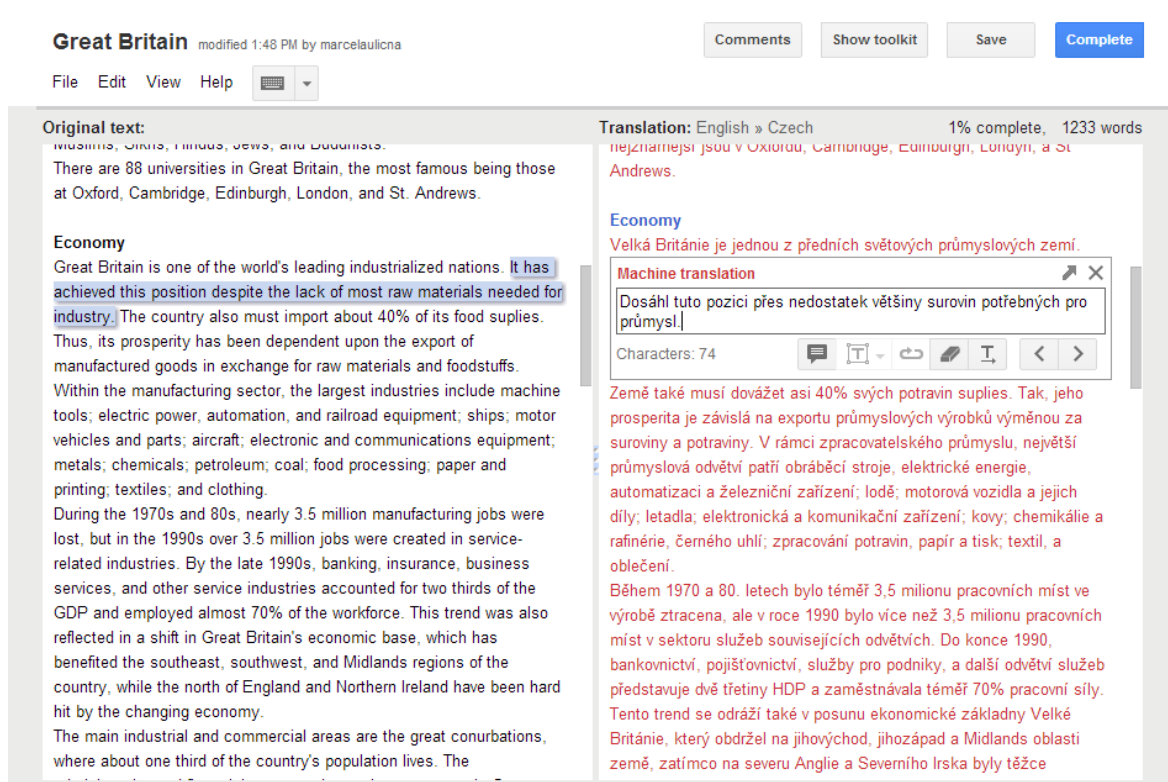 Great Britain modified 1:48 PM by marcelaulicna
Comments Show toolkit Save Complete
File Edit View Help
Original text:
Muslims, Sikhs, Hindus, Jews, and Buddhists.
There are 88 universities in Great Britain, the most famous being those
at Oxford, Cambridge, Edinburgh, London, and St. Andrews.
Economy
Great Britain is one of the world's leading industrialized nations. It has
achieved this position despite the lack of most raw materials needed for
industry. The country also must import about 40% of its food suplies.
Thus, its prosperity has been dependent upon the export of
manufactured goods in exchange for raw materials and foodstuffs.
Within the manufacturing sector, the largest industries include machine
tools; electric power, automation, and railroad equipment; ships; motor
vehicles and parts; aircraft; electronic and communications equipment;
metals; chemicals; petroleum; coal; food processing; paper and
printing; textiles; and clothing.
During the 1970s and 80s, nearly 3.5 million manufacturing jobs were
lost, but in the 1990s over 3.5 million jobs were created in service-
related industries. By the late 1990s, banking, insurance, business
services, and other service industries accounted for two thirds of the
GDP and employed almost 70% of the workforce. This trend was also
reflected in a shift in Great Britain's economic base, which has
benefited the southeast, southwest, and Midlands regions of the
country, while the north of England and Northern Ireland have been hard
hit by the changing economy.
The main industrial and commercial areas are the great conurbations,
where about one third of the country's population lives. The
Translation: English » Czech 1% complete, 1233 words
nejznámější jsou v Oxfordu, Cambridge, Edinburgh, Londýn, a St
Andrews.
Economy
Velká Británie je jednou z předních světových průmyslových zemí.
Machine translation
Dosáhl tuto pozici přes nedostatek většiny surovin potřebných pro
průmysl.
Characters: 74
Země také musí dovážet asi 40% svých potravin suplies. Tak, jeho
prosperita je závislá na exportu průmyslových výrobků výměnou za
suroviny a potraviny. V rámci zpracovatelského průmyslu, největší
průmyslová odvětví patří obráběcí stroje, elektrické energie,
automatizaci a železniční zařízení; lodě; motorová vozidla a jejich
díly; letadla; elektronická a komunikační zařízení; kovy; chemikálie a
rafinérie, černého uhlí; zpracování potravin, papír a tisk; textil, a
oblečení.
Během 1970 a 80. letech bylo téměř 3,5 milionu pracovních míst ve
výrobě ztracena, ale v roce 1990 bylo více než 3,5 milionu pracovních
míst v sektoru služeb souvisejících odvětvích. Do konce 1990,
bankovnictví, pojišťovnictví, služby pro podniky, a další odvětví služeb
představuje dvě třetiny HDP a zaměstnávala téměř 70% pracovní síly.
Tento trend se odráží také v posunu ekonomické základny Velké
Británie, který obdržel na jihovýchod, jihozápad a Midlands oblasti
země, zatímco na severu Anglie a Severního Irska byly těžce